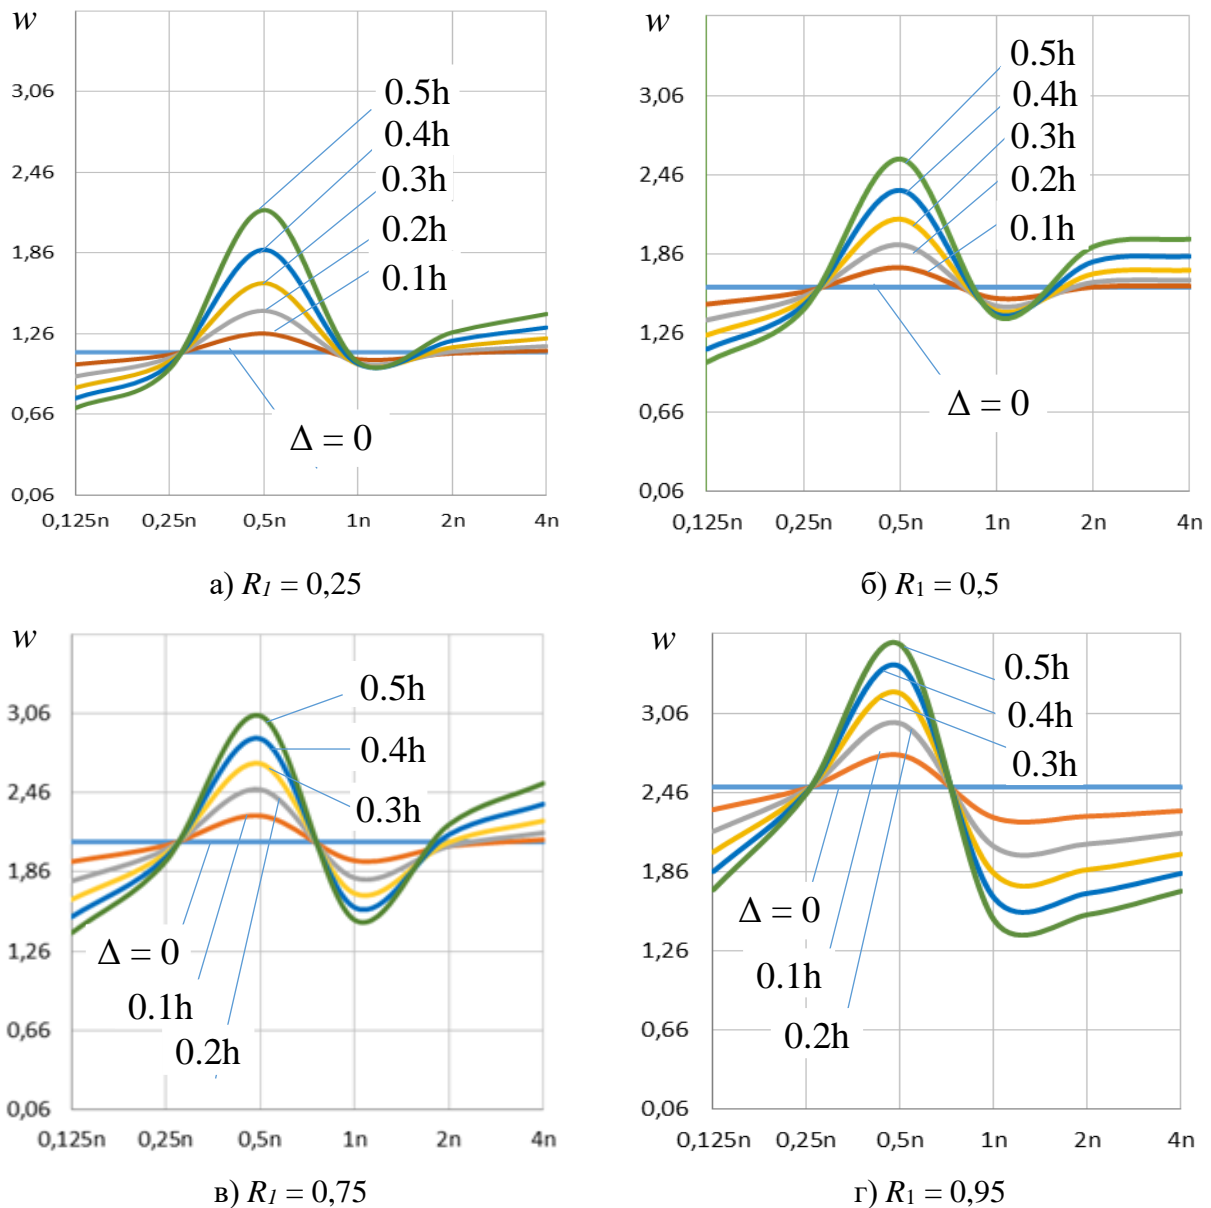 w
3,06
2,46
1,86
1,26
0,66
0,06
0.5h
0.4h
0.3h
0.2h
0.1h
Δ = 0
0,125n 0,25n 0,5n 1n 2n 4n
а) R1 = 0,25
w
3,06
2,46
1,86
1,26
0,66
0,06
0.5h
0.4h
0.3h
0.2h
0.1h
Δ = 0
0,125n 0,25n 0,5n 1n 2n 4n
б) R1 = 0,5
w
3,06
2,46
1,86
1,26
0,66
0,06
0.5h
0.4h
0.3h
Δ = 0
0.1h
0.2h
0,125n 0,25n 0,5n 1n 2n 4n
в) R1 = 0,75
w
3,06
2,46
1,86
1,26
0,66
0,06
0.5h
0.4h
0.3h
Δ = 0
0.1h
0.2h
0,125n 0,25n 0,5n 1n 2n 4n
г) R1 = 0,95